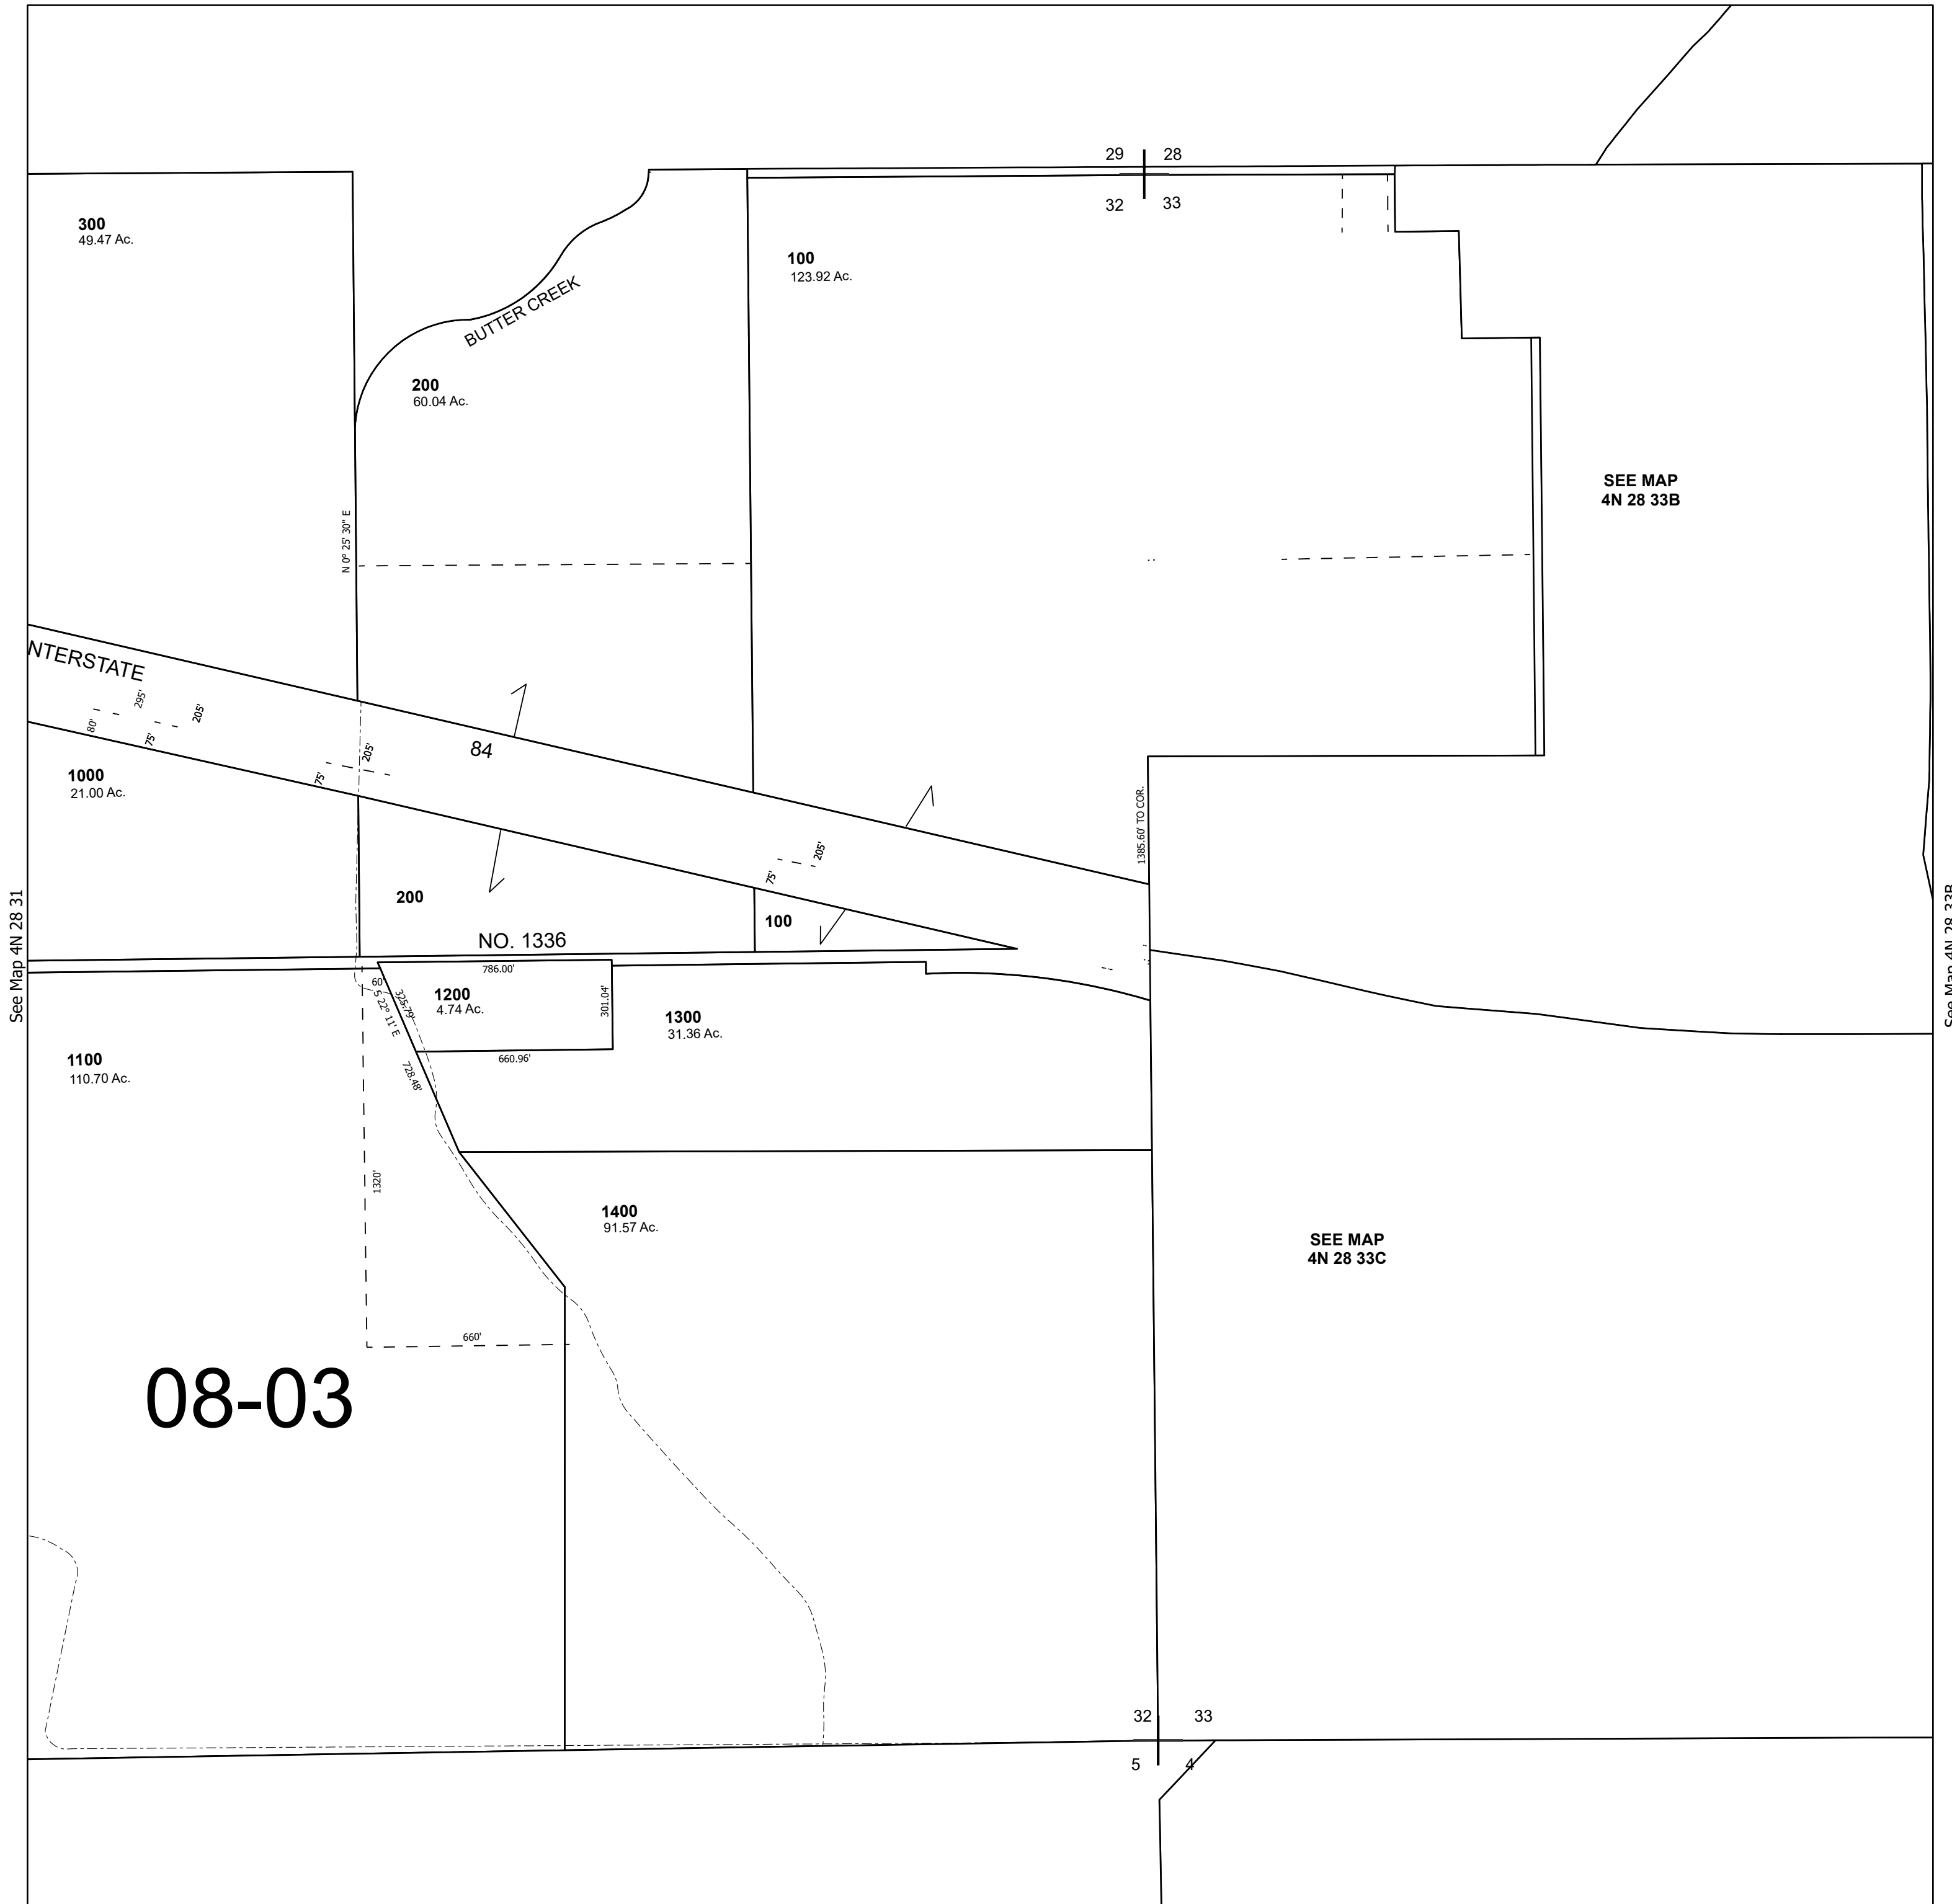 29 28
32 33
300
49.47 Ac.
100
123.92 Ac.
BUTTER CREEK
200
60.04 Ac.
SEE MAP
4N 28 33B
N 0° 25' 30" E
NTERSTATE
295'
205'
80'
75'
84
205'
75'
1000
21.00 Ac.
1385.60' TO COR.
205'
75'
See Map 4N 28 31
See Map 4N 28 33B
200
100
NO. 1336
786.00'
60'
325.79'
S 22° 11' E
1200
4.74 Ac.
301.04'
1300
31.36 Ac.
660.96'
728.48'
1100
110.70 Ac.
1320'
1400
91.57 Ac.
SEE MAP
4N 28 33C
660'
08-03
32 33
5 4